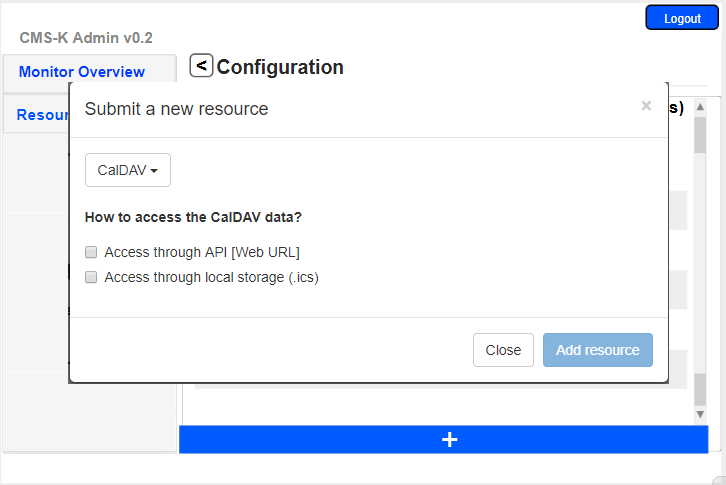 Logout
CMS-K Admin v0.2
Monitor Overview
< Configuration
Resour
s)
Submit a new resource
×
CalDAV
How to access the CalDAV data?
Access through API [Web URL]
Access through local storage (.ics)
Close
Add resource
+